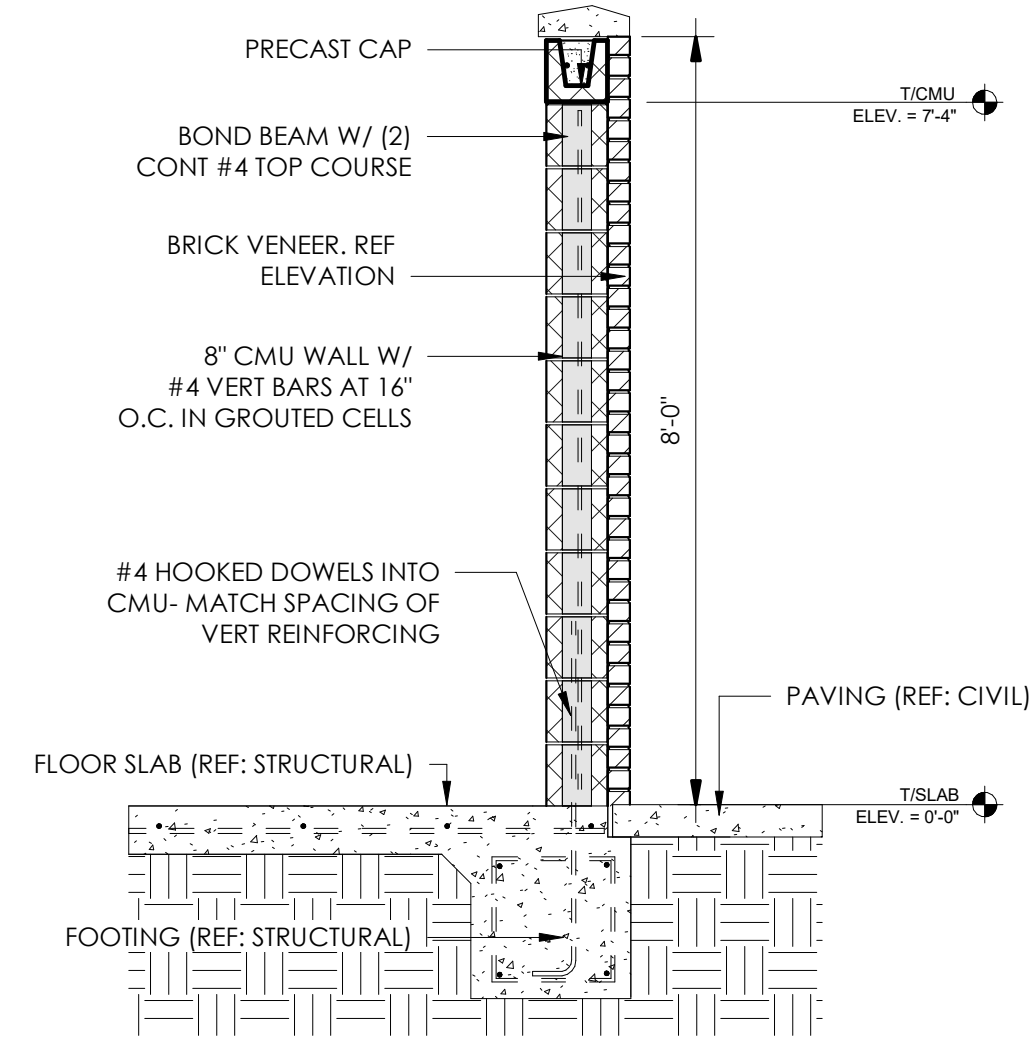 PRECAST CAP
T/CMU
ELEV. = 7'-4"
BOND BEAM W/ (2)
CONT #4 TOP COURSE
BRICK VENEER. REF
ELEVATION
8" CMU WALL W/
#4 VERT BARS AT 16"
O.C. IN GROUTED CELLS
8'-0"
#4 HOOKED DOWELS INTO
CMU- MATCH SPACING OF
VERT REINFORCING
PAVING (REF: CIVIL)
FLOOR SLAB (REF: STRUCTURAL)
T/SLAB
ELEV. = 0'-0"
FOOTING (REF: STRUCTURAL)